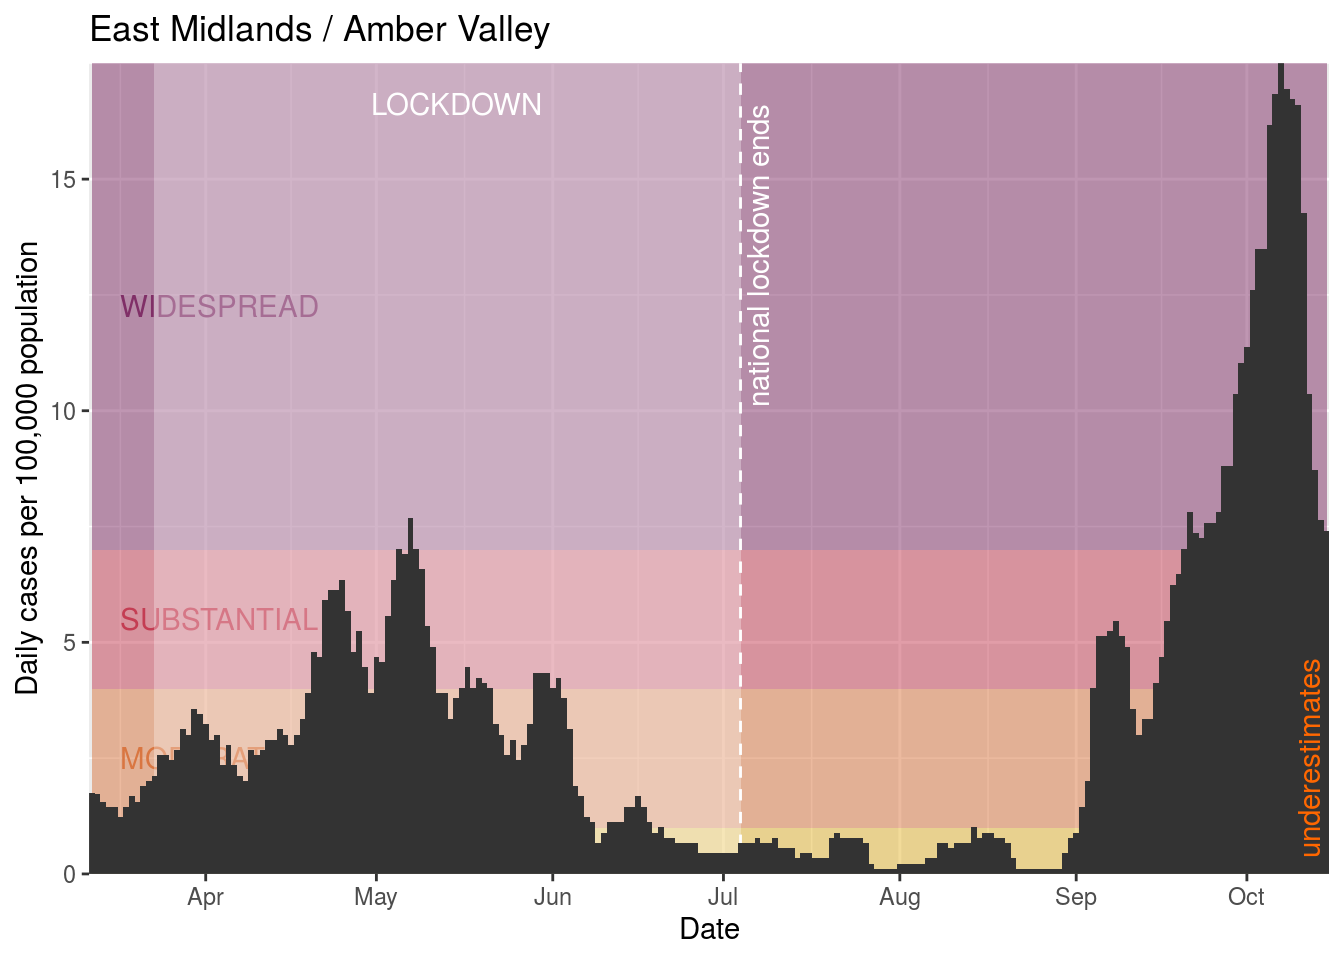 East Midlands / Amber Valley
LOCKDOWN
national lockdown ends
WIDESPREAD
SUBSTANTIAL
underestimates
Daily cases per 100,000 population
15
10
5
0
Apr
May
Jun
Jul
Aug
Sep
Oct
Date